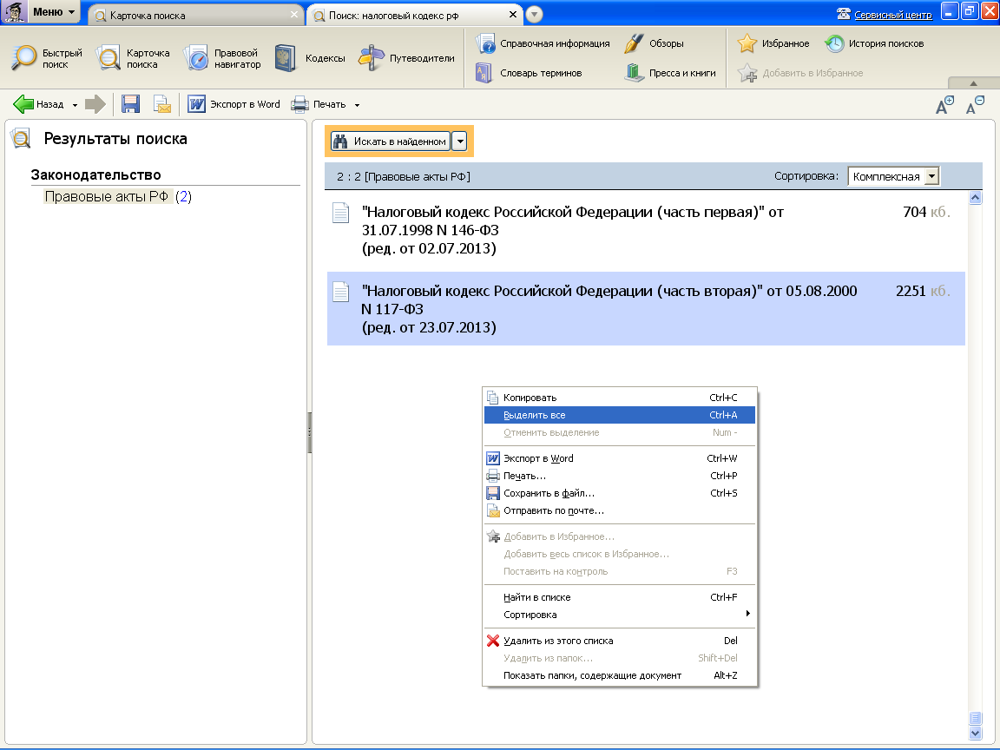 Меню
Карточка поиска
Поиск: налоговый кодекс рф
Сервисный центр
Быстрый поиск
Карточка поиска
Правовой навигатор
Кодексы
Путеводители
Справочная информация
Словарь терминов
Обзоры
Пресса и книги
Избранное
История поисков
Добавить в Избранное
Назад
Экспорт в Word
Печать
Результаты поиска
Законодательство
Правовые акты РФ (2)
Искать в найденном
2 : 2 [Правовые акты РФ]
Сортировка: Комплексная
"Налоговый кодекс Российской Федерации (часть первая)" от 704 кб.
31.07.1998 N 146-ФЗ
(ред. от 02.07.2013)
"Налоговый кодекс Российской Федерации (часть вторая)" от 05.08.2000 2251 кб.
N 117-ФЗ
(ред. от 23.07.2013)
Копировать Ctrl+C
Выделить все Ctrl+A
Отменить выделение Num -
Экспорт в Word Ctrl+W
Печать... Ctrl+P
Сохранить в файл... Ctrl+S
Отправить по почте...
Добавить в Избранное...
Добавить весь список в Избранное...
Поставить на контроль F3
Найти в списке Ctrl+F
Сортировка
Удалить из этого списка Del
Удалить из папок... Shift+Del
Показать папки, содержащие документ Alt+Z